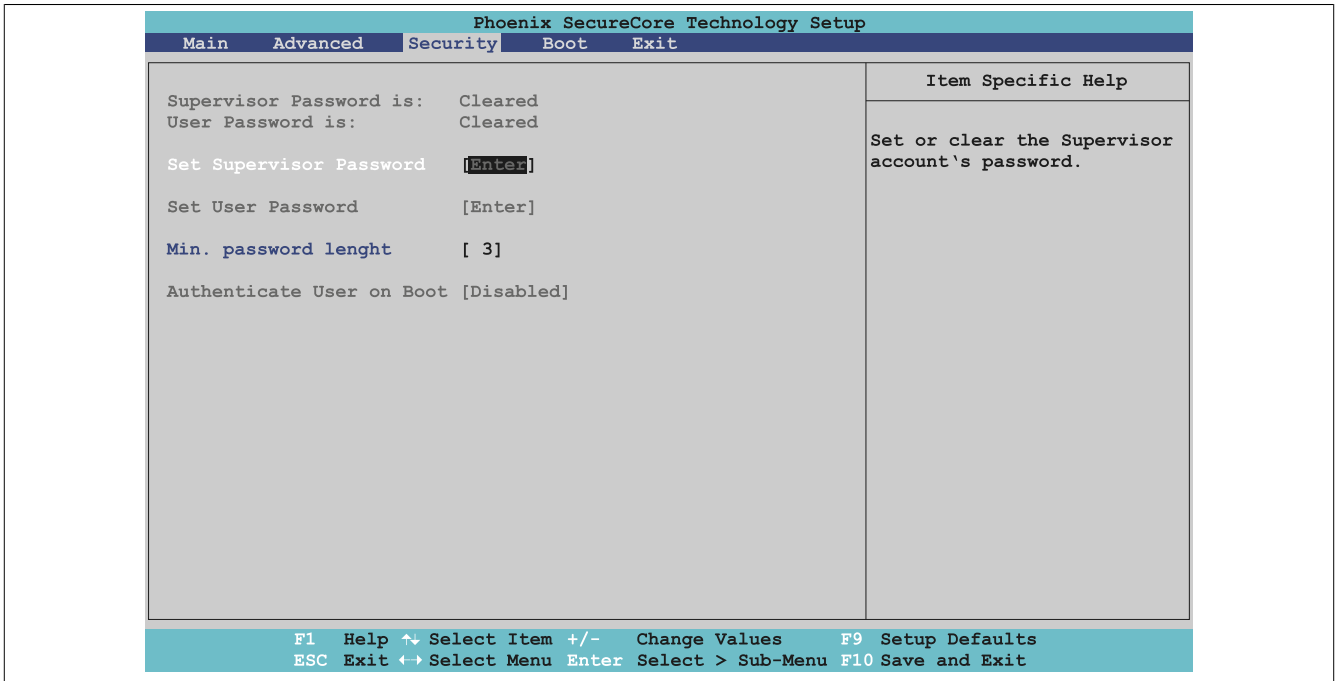 Phoenix SecureCore Technology Setup
Main Advanced Security Boot Exit
Item Specific Help
Supervisor Password is: Cleared
User Password is: Cleared
Set or clear the Supervisor
account‛s password.
Set Supervisor Password [Enter]
Set User Password [Enter]
Min. password lenght [ 3]
Authenticate User on Boot [Disabled]
F1 Help ↑↓ Select Item +/- Change Values F9 Setup Defaults
ESC Exit ←→ Select Menu Enter Select > Sub-Menu F10 Save and Exit